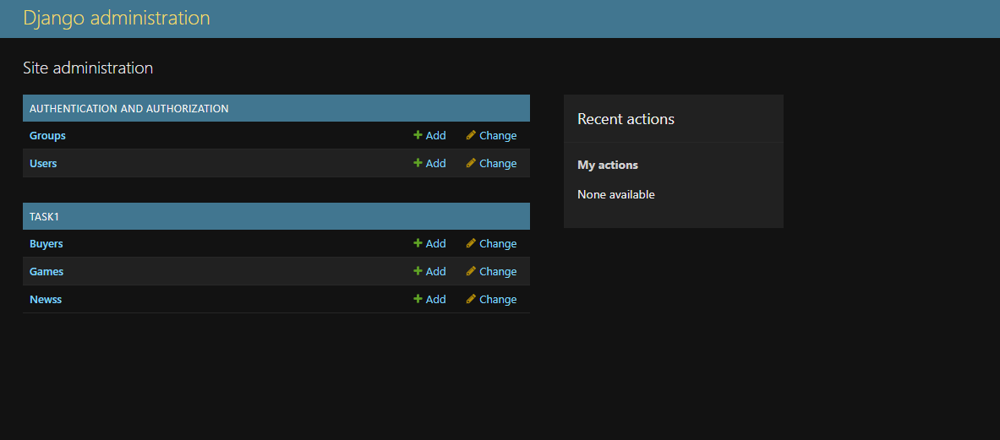 Django administration
Site administration
AUTHENTICATION AND AUTHORIZATION
Groups Add Change
Users Add Change
TASK1
Buyers Add Change
Games Add Change
Newss Add Change
Recent actions
My actions
None available